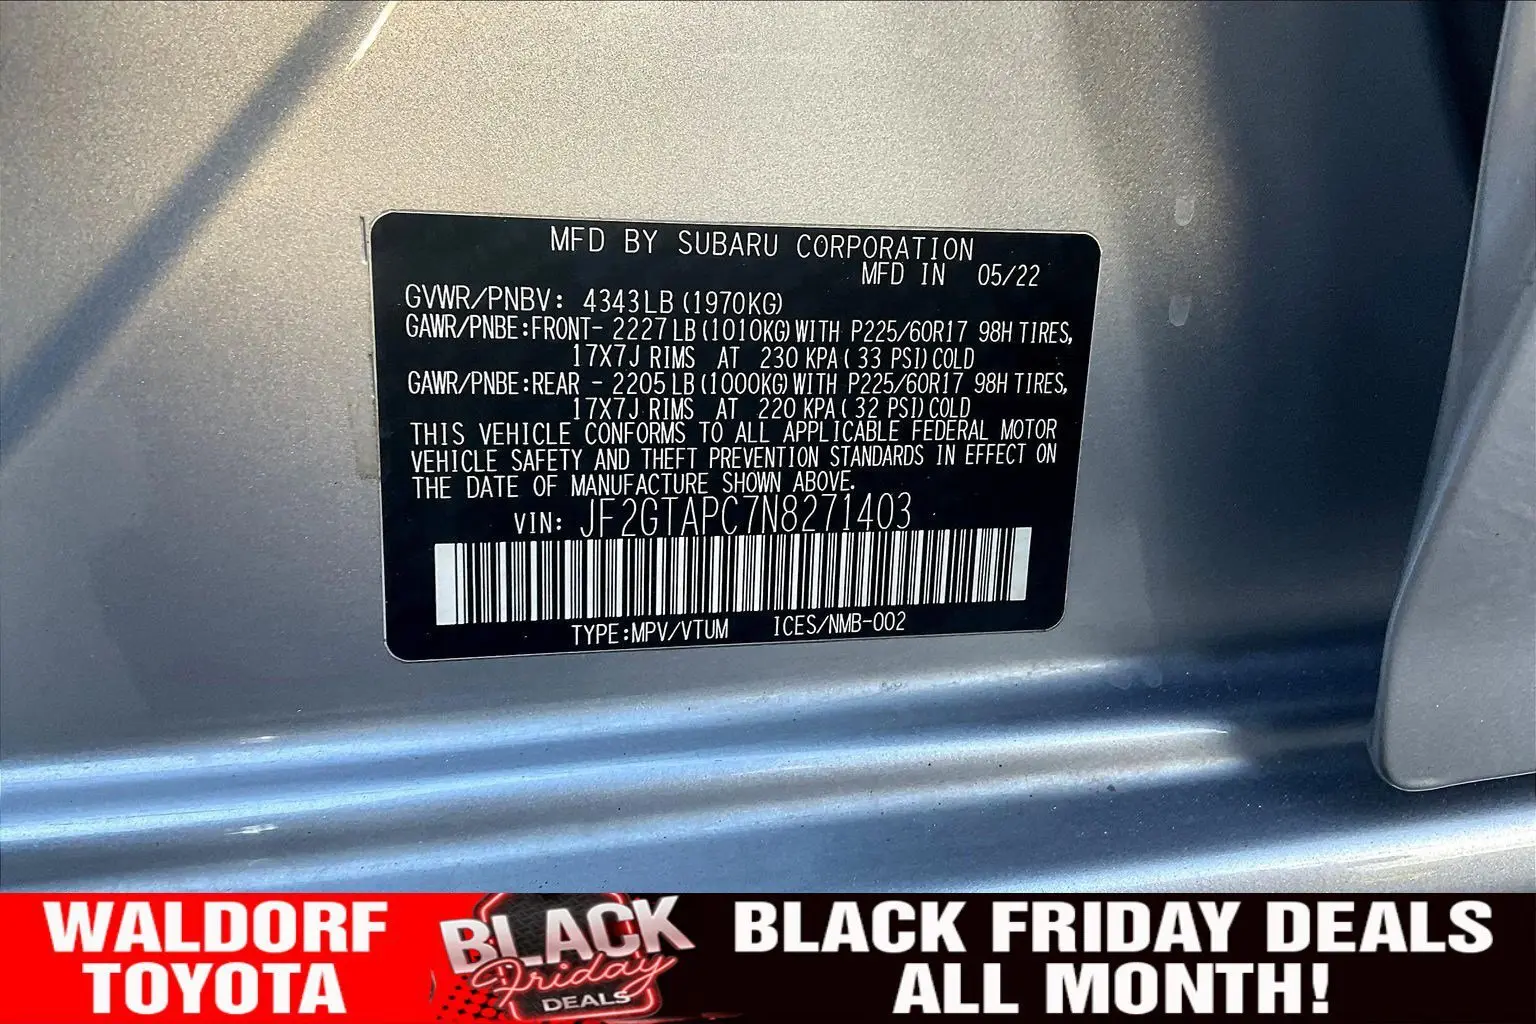 MFD BY SUBARU CORPORATION
MFD IN 05/22
GVWR/PNBV: 4343LB(1970KG)
GAWR/PNBE:FRONT- 2227LB(1010KG)WITH P225/60R17 98H TIRES,
17X7J RIMS AT 230 KPA( 33 PSI)COLD
GAWR/PNBE:REAR - 2205LB(1000KG)WITH P225/60R17 98H TIRES,
17X7J RIMS AT 220 KPA( 32 PSI)COLD
THIS VEHICLE CONFORMS TO ALL APPLICABLE FEDERAL MOTOR
VEHICLE SAFETY AND THEFT PREVENTION STANDARDS IN EFFECT ON
THE DATE OF MANUFACTURE SHOWN ABOVE.
VIN: JF2GTAPC7N8271403
TYPE:MPV/VTUM ICES/NMB-002
WALDORF
TOYOTA
BLACK
Friday
DEALS
BLACK FRIDAY DEALS
ALL MONTH!